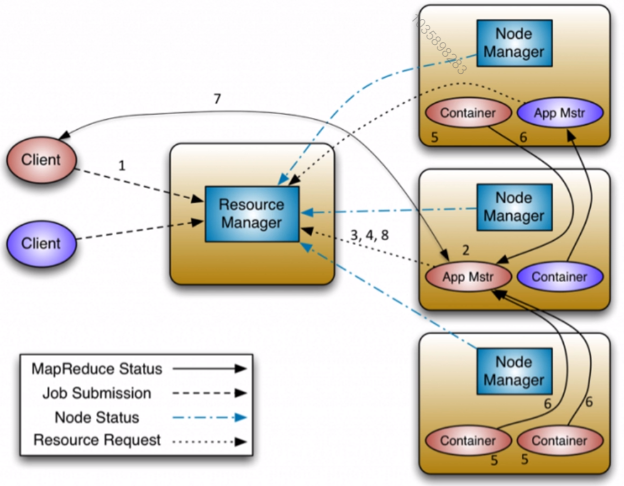 Node
Manager
Container
App Mstr
5
6
7
Client
1
Resource
Manager
Client
3, 4, 8
Node
Manager
2
App Mstr
Container
MapReduce Status
Job Submission
Node Status
Resource Request
Node
Manager
6
6
Container
Container
5
5